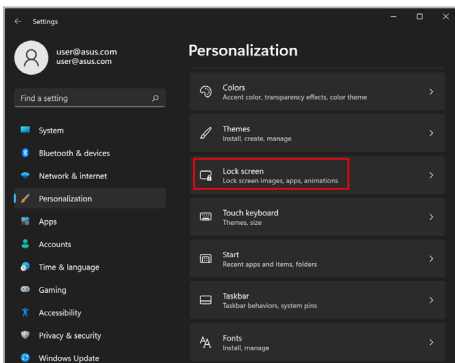 Settings
user@asus.com
user@asus.com
Find a setting
System
Bluetooth & devices
Network & internet
Personalization
Apps
Accounts
Time & language
Gaming
Accessibility
Privacy & security
Windows Update
Personalization
Colors
Accent color, transparency effects, color theme
Themes
Install, create, manage
Lock screen
Lock screen images, apps, animations
Touch keyboard
Themes, size
Start
Recent apps and items, folders
Taskbar
Taskbar behaviors, system pins
Fonts
Install, manage